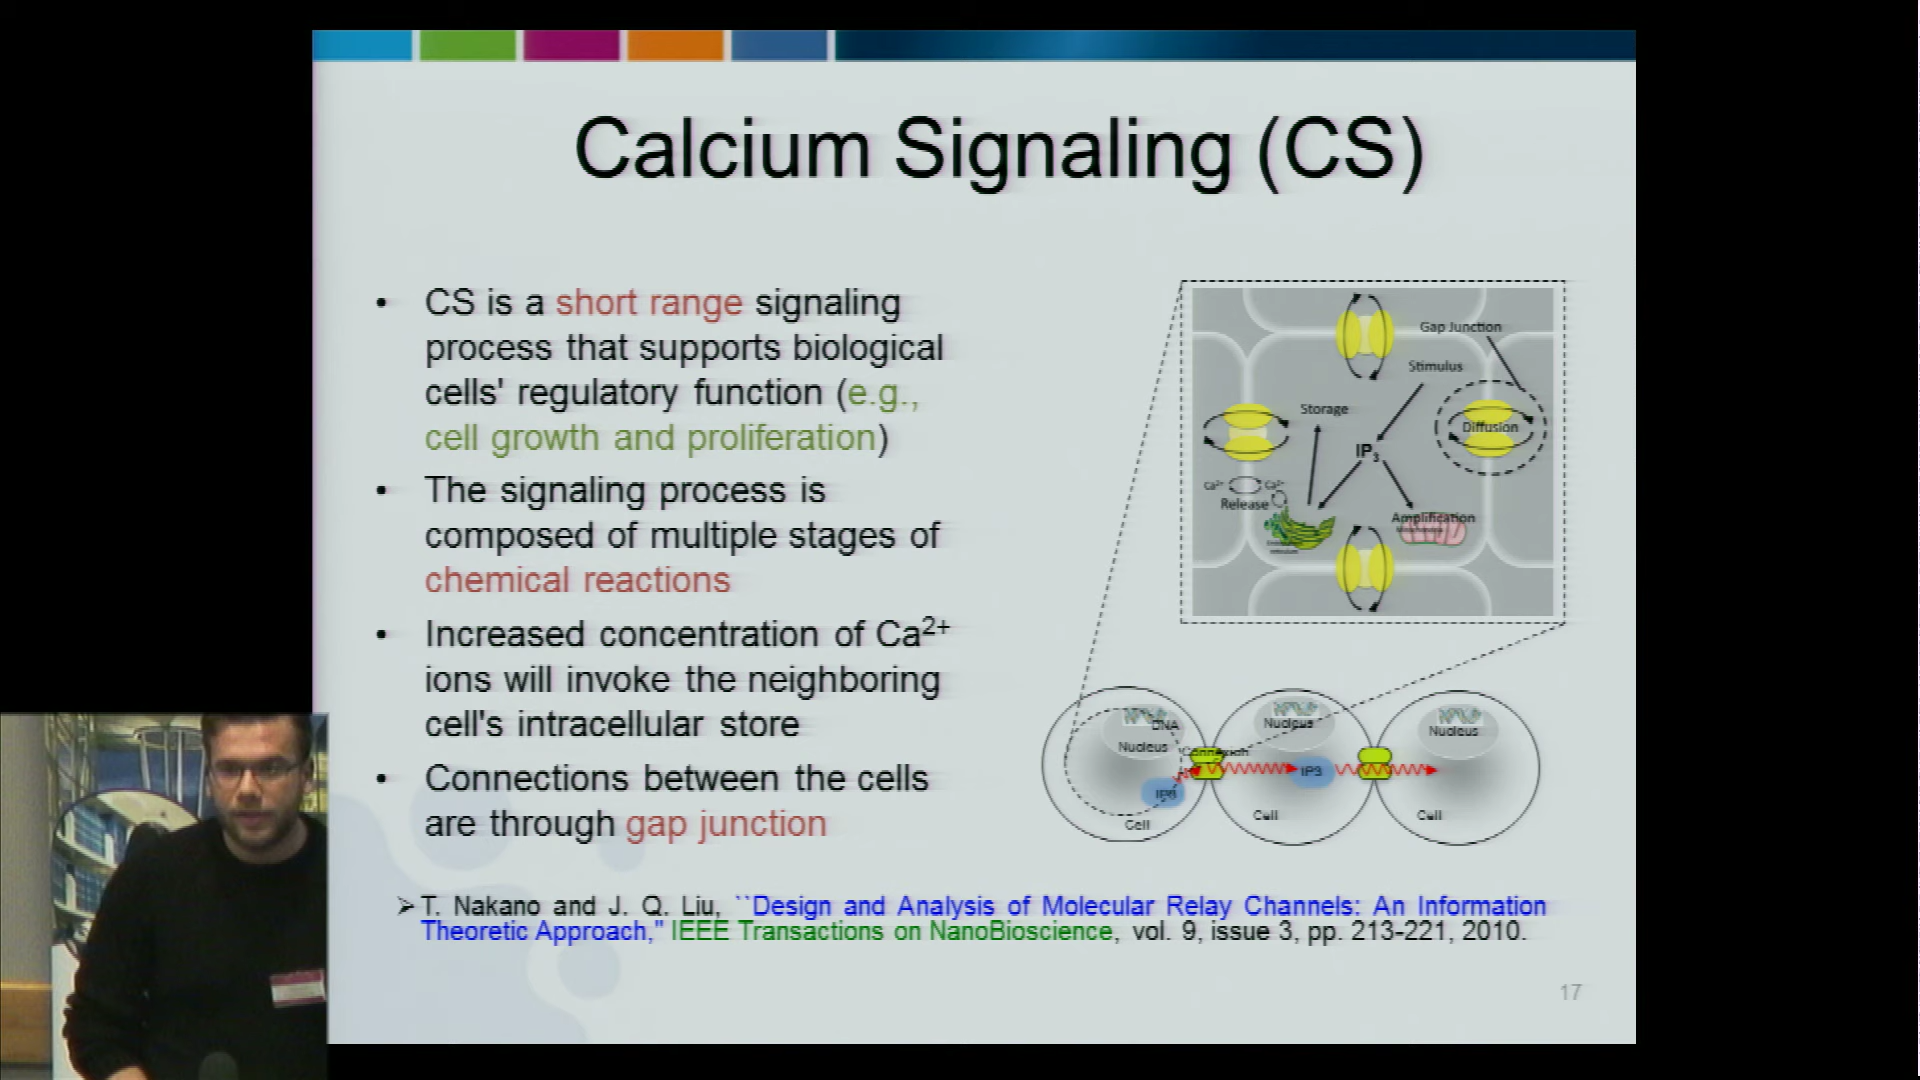 Calcium Signaling (CS)
• CS is a short range signaling
process that supports biological
cells' regulatory function (e.g.,
cell growth and proliferation)
• The signaling process is
composed of multiple stages of
chemical reactions
• Increased concentration of Ca²⁺
ions will invoke the neighboring
cell's intracellular store
• Connections between the cells
are through gap junction
Gap Junction
Stimulus
Storage
Diffusion
IP₃
Ca²⁺ Ca²⁺
Release
Amplification
DNA
Nucleus
Nucleus
Nucleus
IP3
IP3
Cell
Cell
Cell
➢ T. Nakano and J. Q. Liu, ``Design and Analysis of Molecular Relay Channels: An Information
Theoretic Approach," IEEE Transactions on NanoBioscience, vol. 9, issue 3, pp. 213-221, 2010.
17